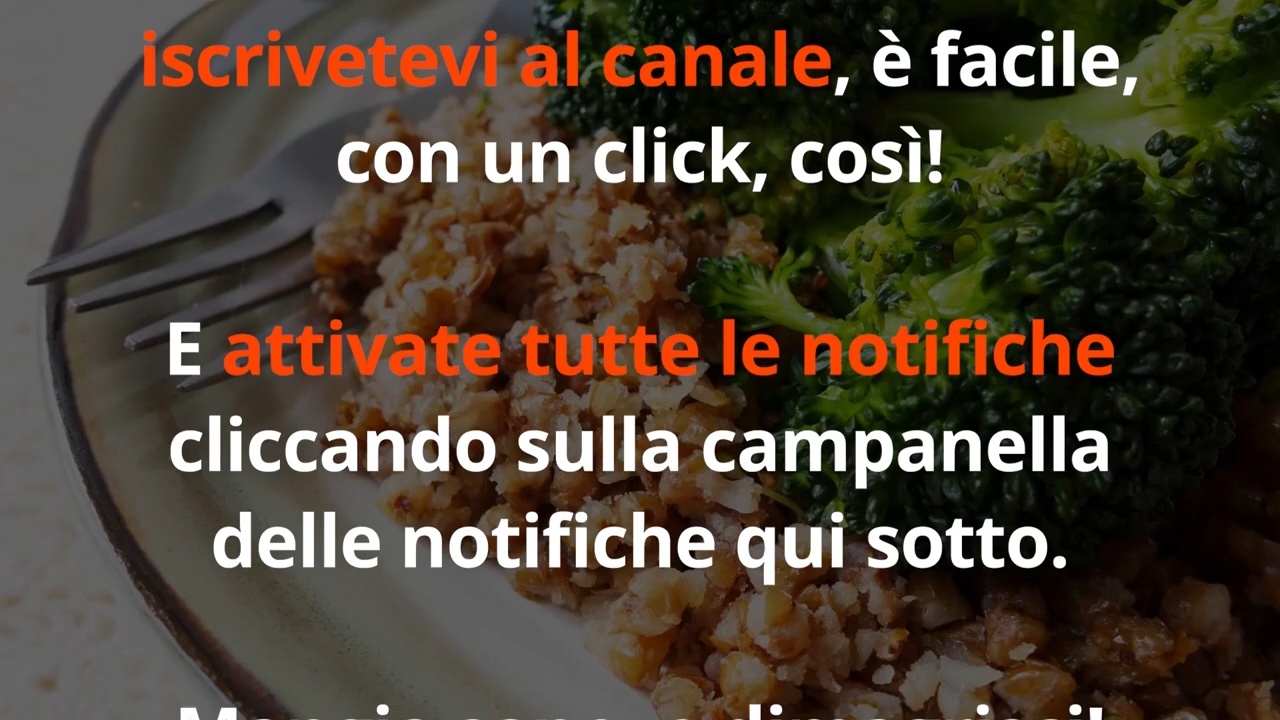 iscrivetevi al canale, è facile,
con un click, così!
E attivate tutte le notifiche
cliccando sulla campanella
delle notifiche qui sotto.